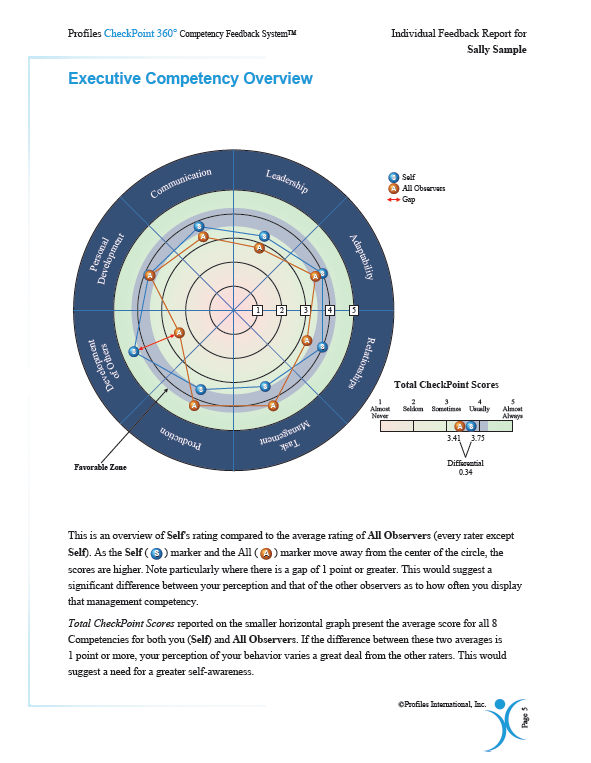 Profiles CheckPoint 360° Competency Feedback System™
Individual Feedback Report for
Sally Sample
Executive Competency Overview
Communication
Leadership
Personal
Development
Adaptability
Development
of Others
Relationships
Production
Task
Management
S
S
A
A
A
A
S
1
2
3
4
5
A
A
S
S
S
S
A
A
S Self
A All Observers
Gap
Favorable Zone
Total CheckPoint Scores
1 2 3 4 5
Almost Seldom Sometimes Usually Almost
Never Always
A S
3.41 3.75
Differential
0.34
This is an overview of Self's rating compared to the average rating of All Observers (every rater except
Self). As the Self ( S ) marker and the All ( A ) marker move away from the center of the circle, the
scores are higher. Note particularly where there is a gap of 1 point or greater. This would suggest a
significant difference between your perception and that of the other observers as to how often you display
that management competency.
Total CheckPoint Scores reported on the smaller horizontal graph present the average score for all 8
Competencies for both you (Self) and All Observers. If the difference between these two averages is
1 point or more, your perception of your behavior varies a great deal from the other raters. This would
suggest a need for a greater self-awareness.
©Profiles International, Inc.
Page 5